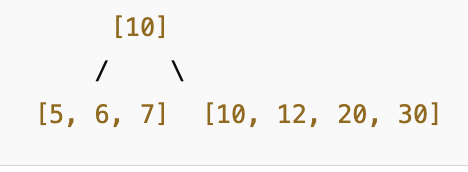 [10]
/ \
[5, 6, 7] [10, 12, 20, 30]